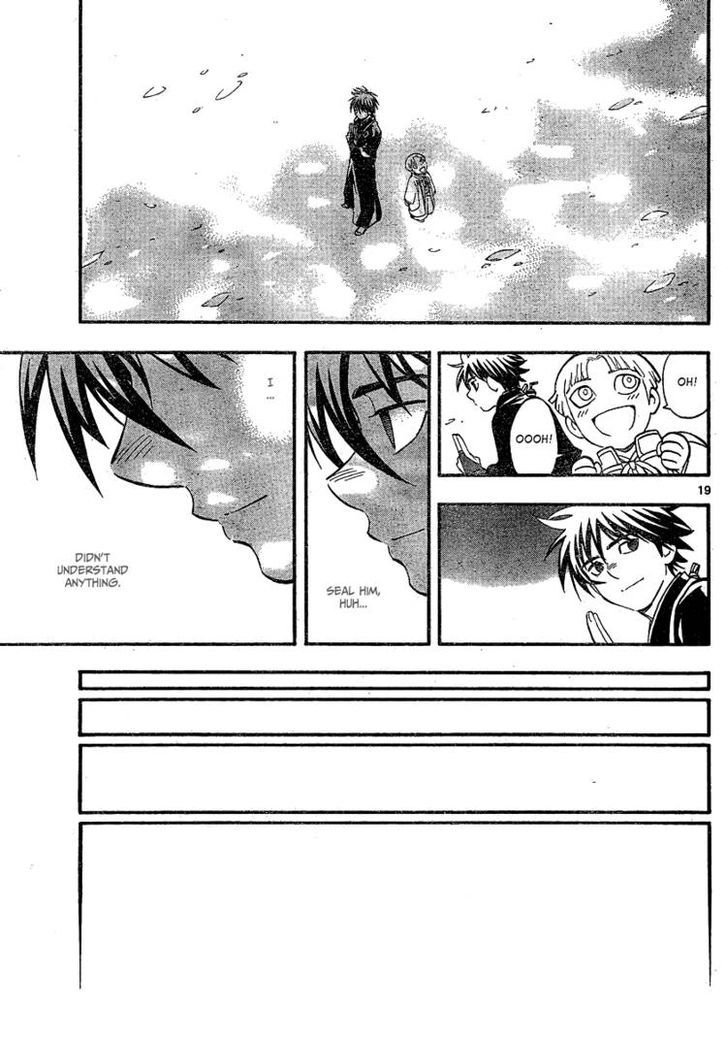 OH!
OOOH!
19
SEAL HIM,
HUH...
I
...
DIDN'T
UNDERSTAND
ANYTHING.